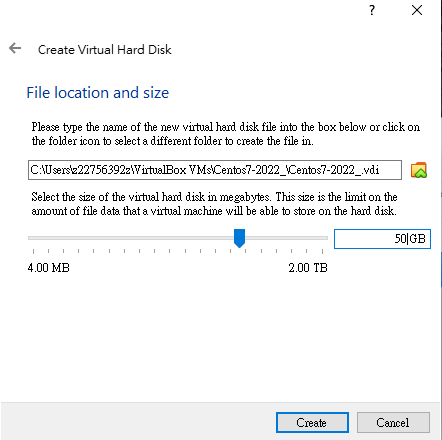 ?
Create Virtual Hard Disk
File location and size
Please type the name of the new virtual hard disk file into the box below or click on
the folder icon to select a different folder to create the file in.
C:\Users\z22756392z\VirtualBox VMs\Centos7-2022_\Centos7-2022_.vdi
Select the size of the virtual hard disk in megabytes. This size is the limit on the
amount of file data that a virtual machine will be able to store on the hard disk.
50 GB
4.00 MB 2.00 TB
Create Cancel